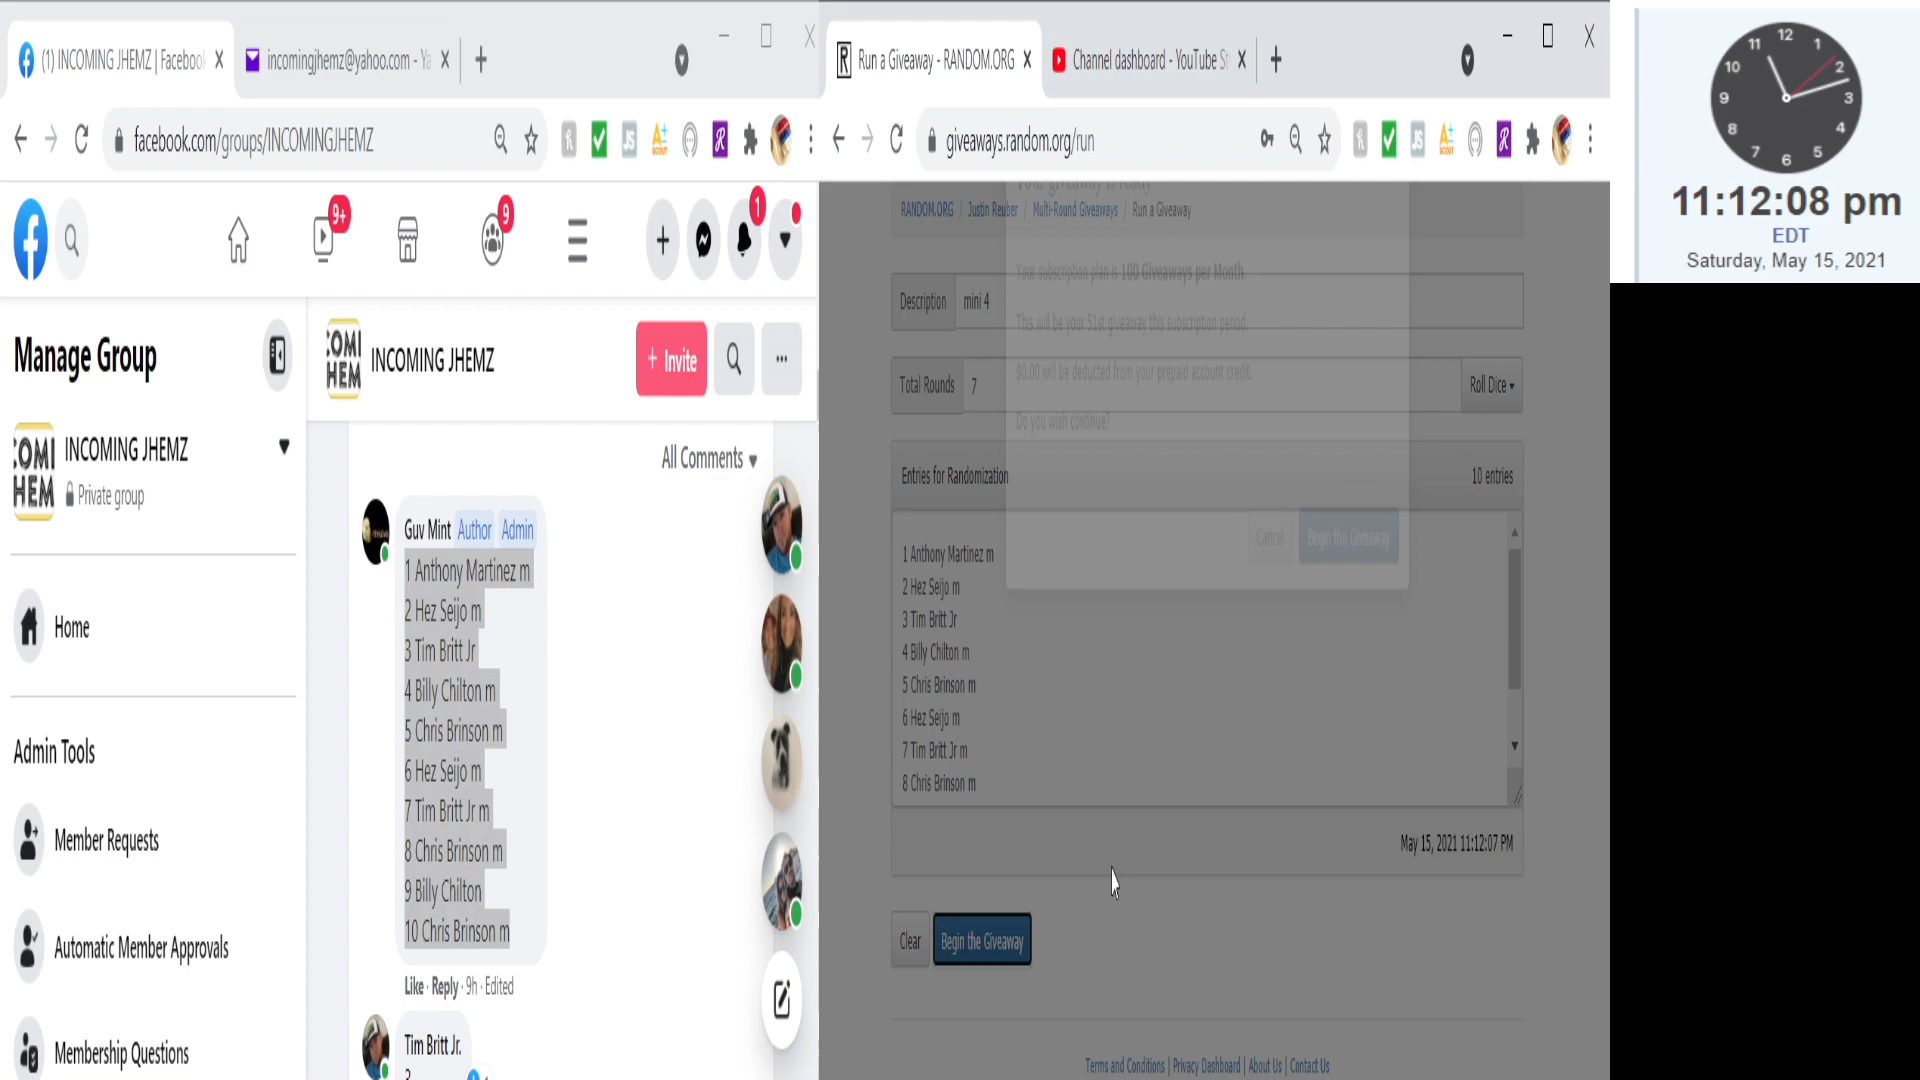 (1) INCOMING JHEMZ | Faceboo
incomingjhemz@yahoo.com - Ya
facebook.com/groups/INCOMINGJHEMZ
9+
9
1
Manage Group
INCOMING JHEMZ
Private group
Home
Admin Tools
Member Requests
Automatic Member Approvals
Membership Questions
COMI
HEM
INCOMING JHEMZ
+ Invite
All Comments
Guv Mint Author Admin
1 Anthony Martinez m
2 Hez Seijo m
3 Tim Britt Jr
4 Billy Chilton m
5 Chris Brinson m
6 Hez Seijo m
7 Tim Britt Jr m
8 Chris Brinson m
9 Billy Chilton
10 Chris Brinson m
Like · Reply · 9h · Edited
Tim Britt Jr.
Run a Giveaway - RANDOM.ORG
Channel dashboard - YouTube St
giveaways.random.org/run
Your giveaway is Ready
RANDOM.ORG / Justin Reuber / Multi-Round Giveaways / Run a Giveaway
Your subscription plan is 100 Giveaways per Month.
Description mini 4
This will be your 51st giveaway this subscription period.
$0.00 will be deducted from your prepaid account credit.
Total Rounds 7 Roll Dice
Do you wish continue?
Entries for Randomization 10 entries
Cancel Begin the Giveaway
1 Anthony Martinez m
2 Hez Seijo m
3 Tim Britt Jr
4 Billy Chilton m
5 Chris Brinson m
6 Hez Seijo m
7 Tim Britt Jr m
8 Chris Brinson m
May 15, 2021 11:12:07 PM
Clear Begin the Giveaway
Terms and Conditions | Privacy Dashboard | About Us | Contact Us
12
1
2
3
4
5
6
7
8
9
10
11
11:12:08 pm
EDT
Saturday, May 15, 2021